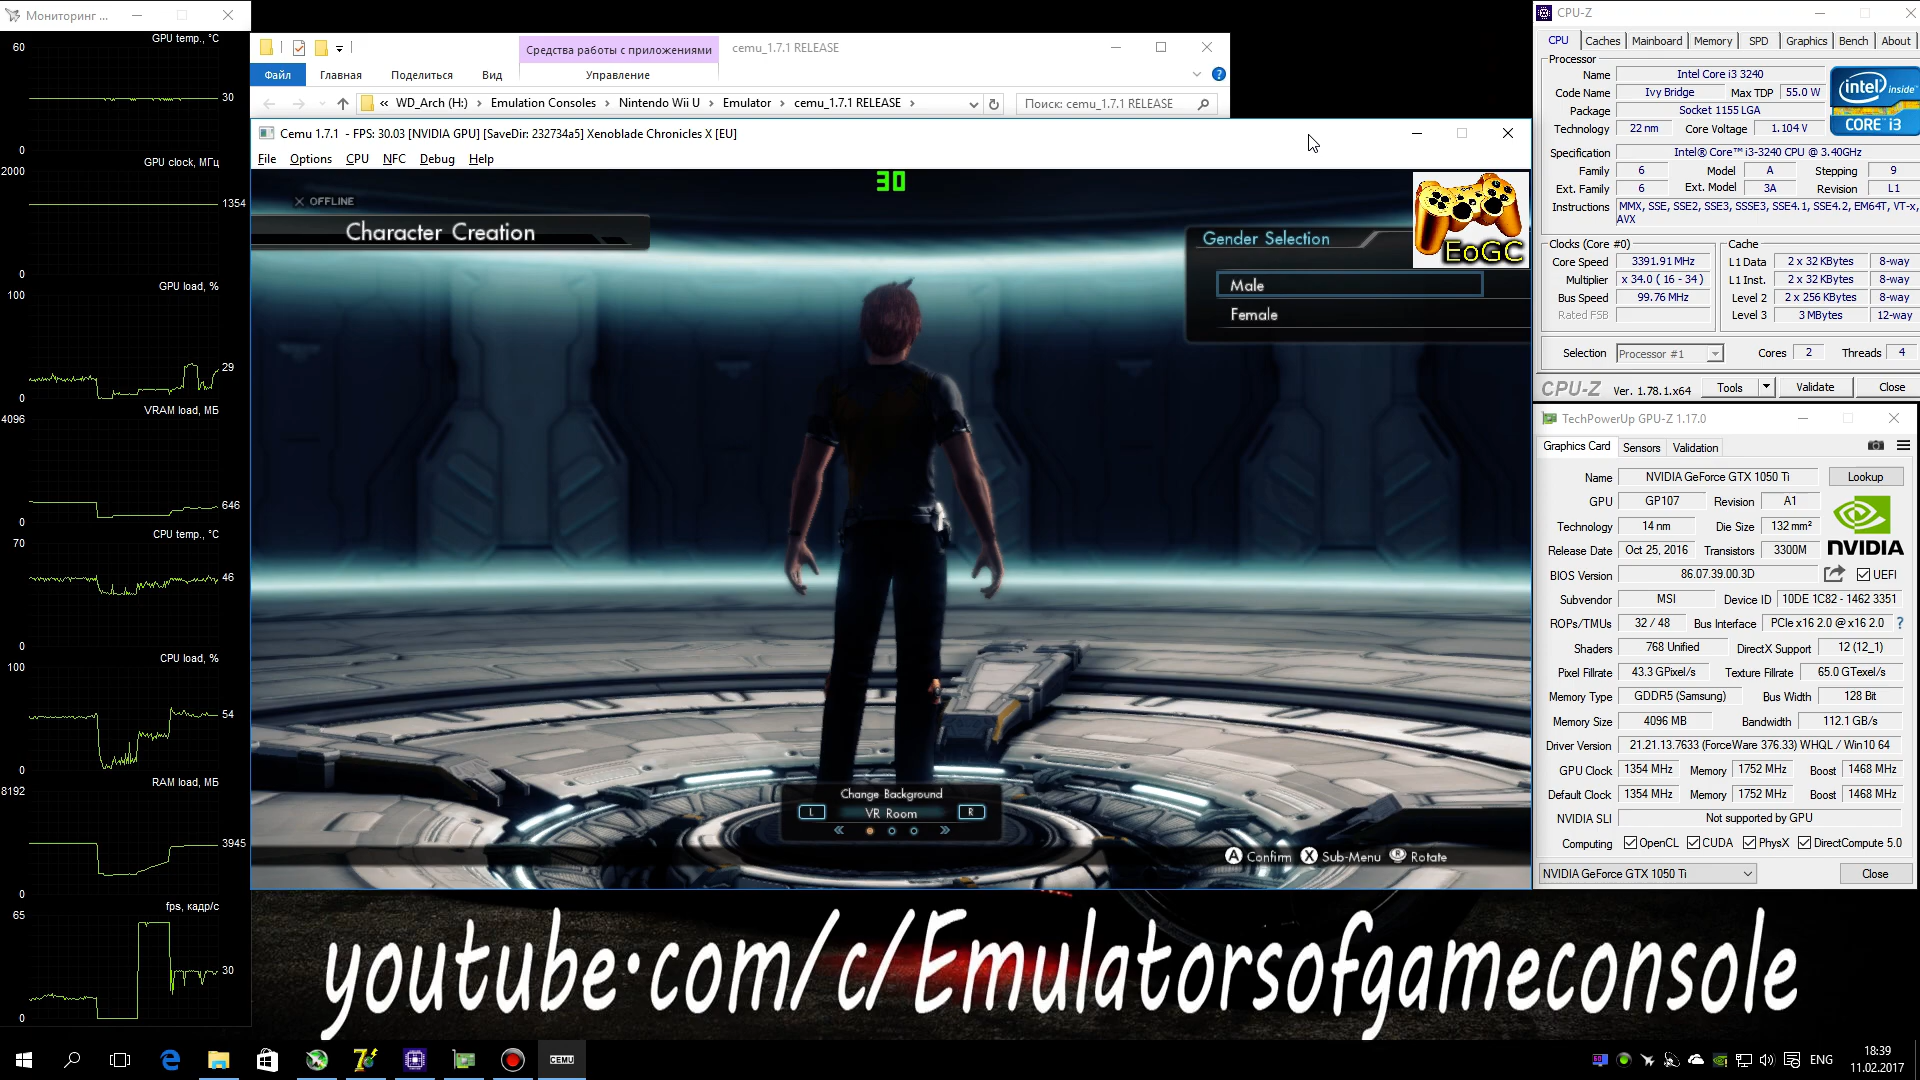 Мониторинг ...
GPU temp., °C
60
30
0
GPU clock, МГц
2000
1354
0
GPU load, %
100
29
0
VRAM load, МБ
4096
646
0
CPU temp., °C
70
46
0
CPU load, %
100
54
0
RAM load, МБ
8192
3945
0
fps, кадр/с
65
30
0
Средства работы с приложениями
cemu_1.7.1 RELEASE
Файл
Главная
Поделиться
Вид
Управление
« WD_Arch (H:) > Emulation Consoles > Nintendo Wii U > Emulator > cemu_1.7.1 RELEASE >
Поиск: cemu_1.7.1 RELEASE
Cemu 1.7.1 - FPS: 30.03 [NVIDIA GPU] [SaveDir: 232734a5] Xenoblade Chronicles X [EU]
File Options CPU NFC Debug Help
30
OFFLINE
Character Creation
Gender Selection
Male
Female
EoGC
Change Background
L VR Room R
A Confirm X Sub-Menu R Rotate
CPU-Z
CPU Caches Mainboard Memory SPD Graphics Bench About
Processor
Name Intel Core i3 3240
Code Name Ivy Bridge Max TDP 55.0 W
Package Socket 1155 LGA
Technology 22 nm Core Voltage 1.104 V
intel inside
CORE i3
Specification Intel® Core™ i3-3240 CPU @ 3.40GHz
Family 6 Model A Stepping 9
Ext. Family 6 Ext. Model 3A Revision L1
Instructions MMX, SSE, SSE2, SSE3, SSSE3, SSE4.1, SSE4.2, EM64T, VT-x,
AVX
Clocks (Core #0) Cache
Core Speed 3391.91 MHz L1 Data 2 x 32 KBytes 8-way
Multiplier x 34.0 ( 16 - 34 ) L1 Inst. 2 x 32 KBytes 8-way
Bus Speed 99.76 MHz Level 2 2 x 256 KBytes 8-way
Rated FSB Level 3 3 MBytes 12-way
Selection Processor #1 Cores 2 Threads 4
CPU-Z Ver. 1.78.1.x64 Tools Validate Close
TechPowerUp GPU-Z 1.17.0
Graphics Card Sensors Validation
Name NVIDIA GeForce GTX 1050 Ti Lookup
GPU GP107 Revision A1
Technology 14 nm Die Size 132 mm²
Release Date Oct 25, 2016 Transistors 3300M
NVIDIA
BIOS Version 86.07.39.00.3D UEFI
Subvendor MSI Device ID 10DE 1C82 - 1462 3351
ROPs/TMUs 32 / 48 Bus Interface PCIe x16 2.0 @ x16 2.0 ?
Shaders 768 Unified DirectX Support 12 (12_1)
Pixel Fillrate 43.3 GPixel/s Texture Fillrate 65.0 GTexel/s
Memory Type GDDR5 (Samsung) Bus Width 128 Bit
Memory Size 4096 MB Bandwidth 112.1 GB/s
Driver Version 21.21.13.7633 (ForceWare 376.33) WHQL / Win10 64
GPU Clock 1354 MHz Memory 1752 MHz Boost 1468 MHz
Default Clock 1354 MHz Memory 1752 MHz Boost 1468 MHz
NVIDIA SLI Not supported by GPU
Computing OpenCL CUDA PhysX DirectCompute 5.0
NVIDIA GeForce GTX 1050 Ti Close
youtube.com/c/Emulatorsofgameconsole
CEMU
ENG
18:39
11.02.2017